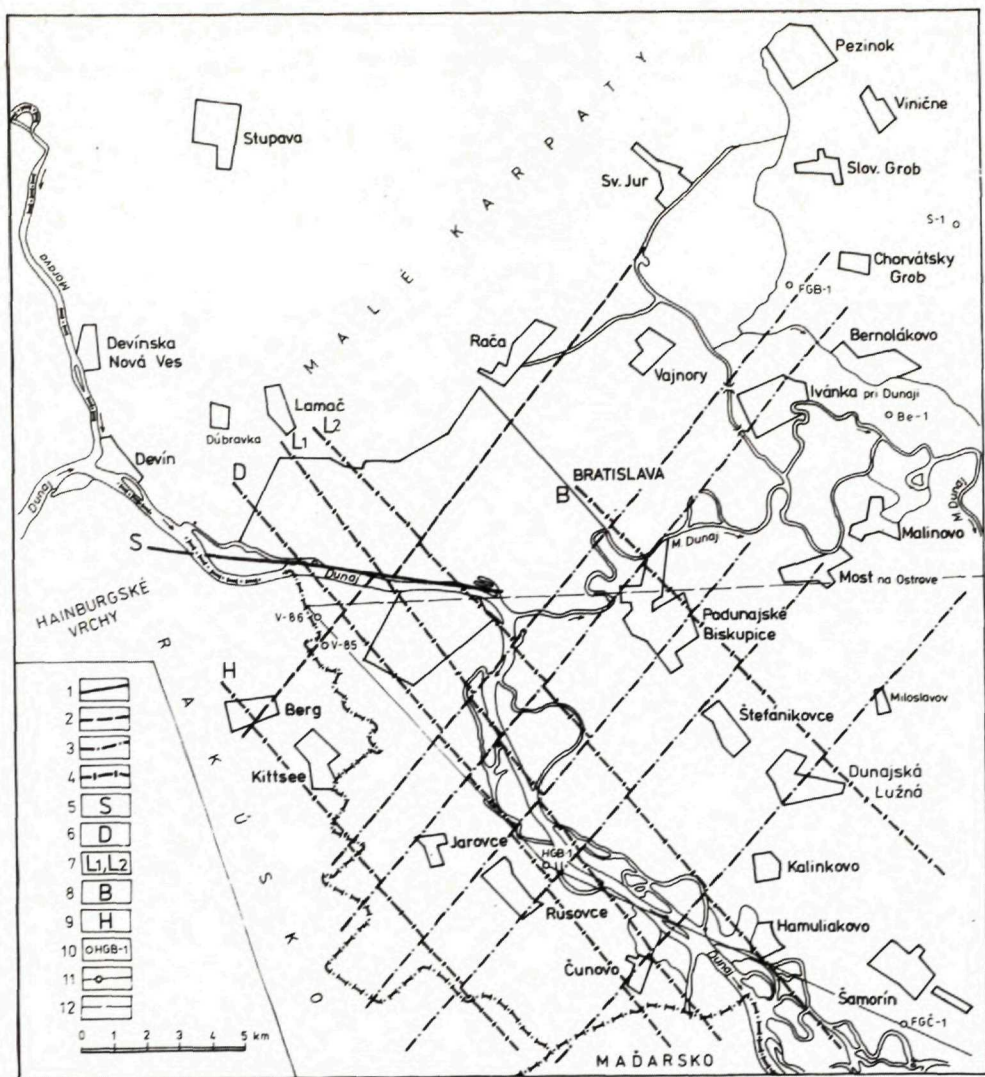 Pezinok
Viničné
Stupava
MALÉ KARPATY
Sv. Jur
Slov. Grob
S-1
Morava
Chorvátsky
Grob
FGB-1
Devínska
Nová Ves
Rača
Vajnory
Bernolákovo
Lamač
L2
Ivánka pri Dunaji
Dúbravka
L1
Be-1
Devín
D
BRATISLAVA
B
Dunaj
M. Dunaj
Malinovo
S
M. Dunaj
Dunaj
Most na Ostrove
HAINBURGSKÉ
VRCHY
V-86
Podunajské
Biskupice
V-85
RAKÚSKO
H
Miloslavov
Berg
Štefanikovce
Kittsee
Dunajská
Lužná
Jarovce
HGB-1
Kalinkovo
Rusovce
Hamuliakovo
Čunovo
Dunaj
Šamorín
FGČ-1
MAĎARSKO
1
2
3
4
5 S
6 D
7 L1,L2
8 B
9 H
10 HGB-1
11
12
0 1 2 3 4 5 km